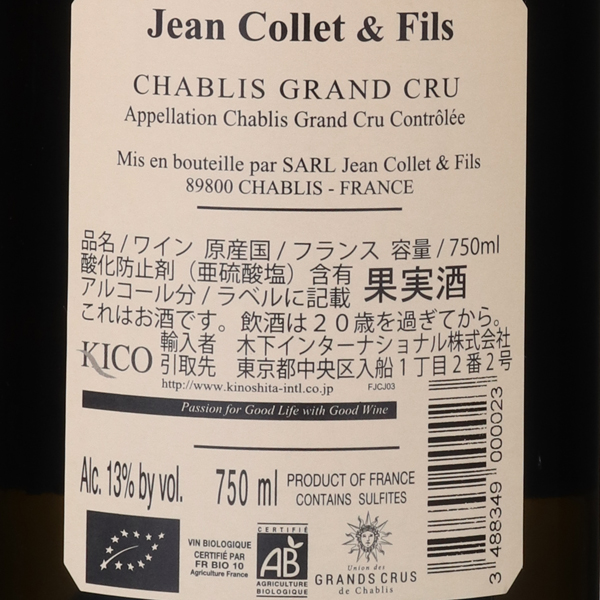 Jean Collet & Fils
CHABLIS GRAND CRU
Appellation Chablis Grand Cru Contrôlée
Mis en bouteille par SARL Jean Collet & Fils
89800 CHABLIS - FRANCE
品名/ワイン 原産国/フランス 容量/750ml
酸化防止剤（亜硫酸塩）含有 果実酒
アルコール分/ラベルに記載
これはお酒です。飲酒は20歳を過ぎてから。
KICO 輸入者 木下インターナショナル株式会社
引取先 東京都中央区入船1丁目2番2号
http://www.kinoshita-intl.co.jp FJCJ03
Passion for Good Life with Good Wine
Alc. 13% by vol. 750 ml PRODUCT OF FRANCE
CONTAINS SULFITES
3 488349 000023
VIN BIOLOGIQUE
CERTIFIÉ PAR
FR BIO 10
Agriculture France
CERTIFIÉ
AB
AGRICULTURE
BIOLOGIQUE
Union des
GRANDS CRUS
de Chablis